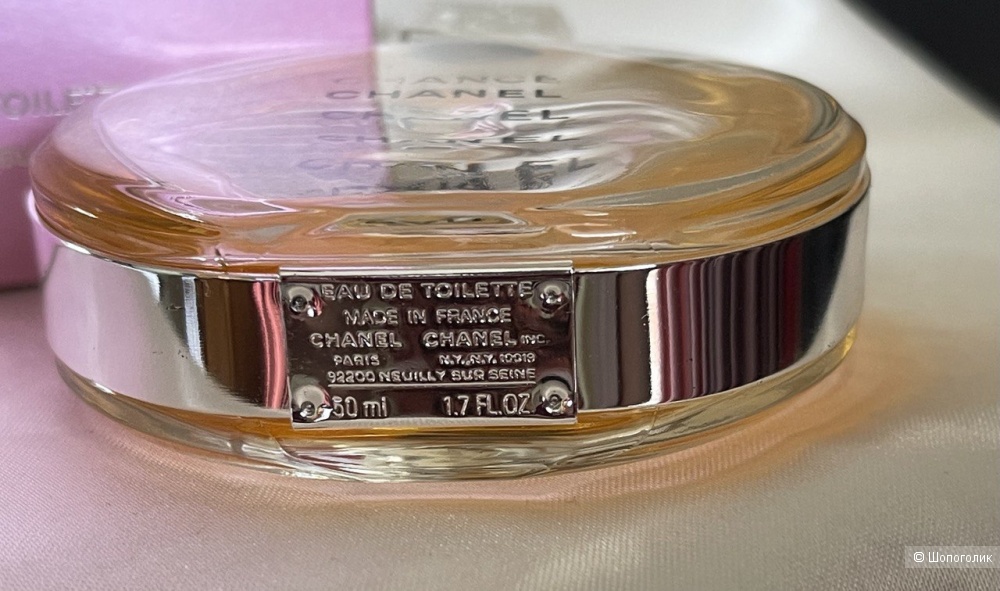 CHANCE
CHANEL
EAU DE TOILETTE
MADE IN FRANCE
CHANEL CHANEL INC.
PARIS N.Y., N.Y. 10019
92200 NEUILLY SUR SEINE
50 ml 1.7 FL.OZ.
© Шопоголик